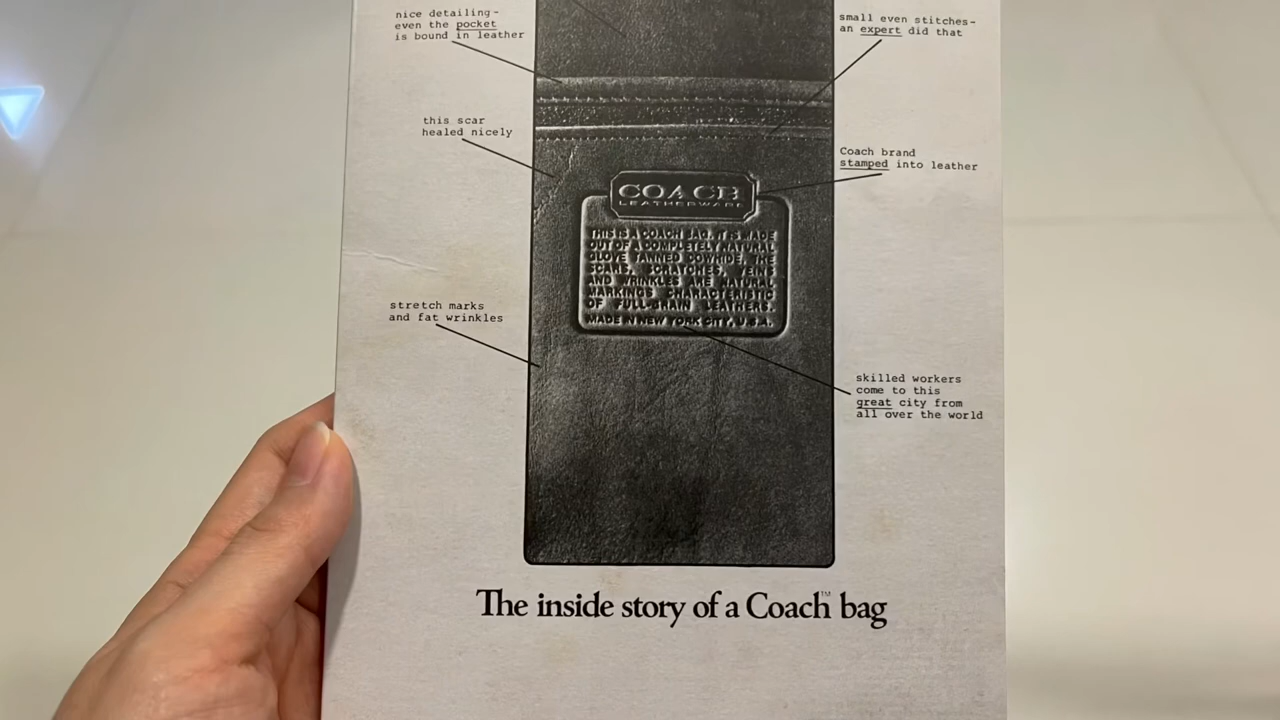 nice detailing-
even the pocket
is bound in leather
small even stitches-
an expert did that
this scar
healed nicely
Coach brand
stamped into leather
COACH
LEATHERWARE
THIS IS A COACH BAG. IT IS MADE
OUT OF A COMPLETELY NATURAL
GLOVE TANNED COWHIDE, THE
SCARS, SCRATCHES, VEINS
AND WRINKLES ARE NATURAL
MARKINGS CHARACTERISTIC
OF FULL-GRAIN LEATHERS.
MADE IN NEW YORK CITY, U.S.A.
stretch marks
and fat wrinkles
skilled workers
come to this
great city from
all over the world
The inside story of a Coach™ bag